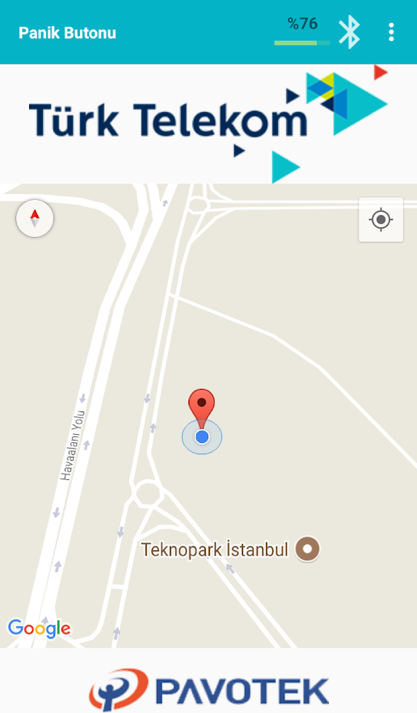 Panik Butonu
%76
Türk Telekom
Havaalanı Yolu
Teknopark İstanbul
Google
PAVOTEK